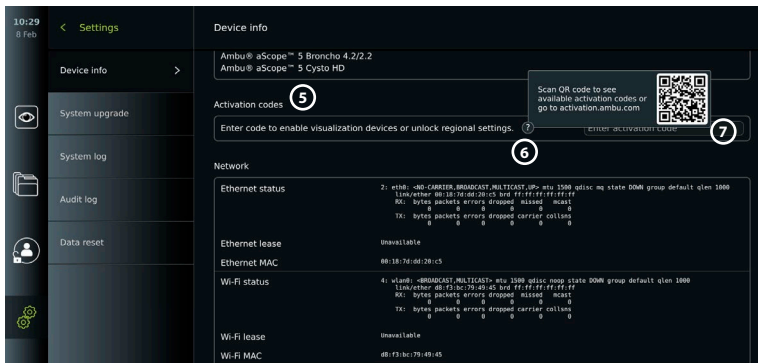 10:29
8 Feb
< Settings
Device info
Device info >
System upgrade
System log
Audit log
Data reset
Ambu® aScope™ 5 Broncho 4.2/2.2
Ambu® aScope™ 5 Cysto HD
Scan QR code to see
available activation codes or
go to activation.ambu.com
Activation codes
5
Enter code to enable visualization devices or unlock regional settings. ?
Enter activation code
7
6
Network
Ethernet status
2: eth0: <NO-CARRIER,BROADCAST,MULTICAST,UP> mtu 1500 qdisc mq state DOWN group default qlen 1000
link/ether 00:18:7d:dd:20:c5 brd ff:ff:ff:ff:ff:ff
RX: bytes packets errors dropped missed mcast
0 0 0 0 0 0
TX: bytes packets errors dropped carrier collsns
0 0 0 0 0 0
Ethernet lease
Unavailable
Ethernet MAC
00:18:7d:dd:20:c5
Wi-Fi status
4: wlan0: <BROADCAST,MULTICAST> mtu 1500 qdisc noop state DOWN group default qlen 1000
link/ether d8:f3:bc:79:49:45 brd ff:ff:ff:ff:ff:ff
RX: bytes packets errors dropped missed mcast
0 0 0 0 0 0
TX: bytes packets errors dropped carrier collsns
0 0 0 0 0 0
Wi-Fi lease
Unavailable
Wi-Fi MAC
d8:f3:bc:79:49:45